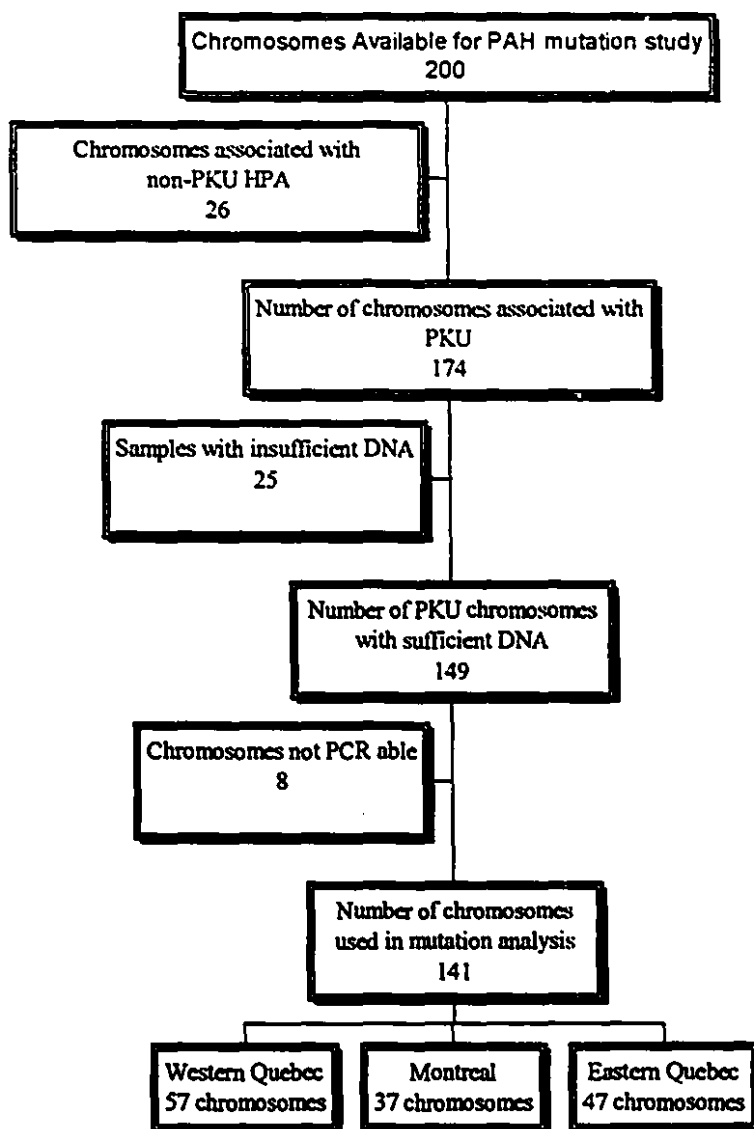 Chromosomes Available for PAH mutation study
200
Chromosomes associated with
non-PKU HPA
26
Number of chromosomes associated with
PKU
174
Samples with insufficient DNA
25
Number of PKU chromosomes
with sufficient DNA
149
Chromosomes not PCR able
8
Number of chromosomes
used in mutation analysis
141
Western Quebec
57 chromosomes
Montreal
37 chromosomes
Eastern Quebec
47 chromosomes